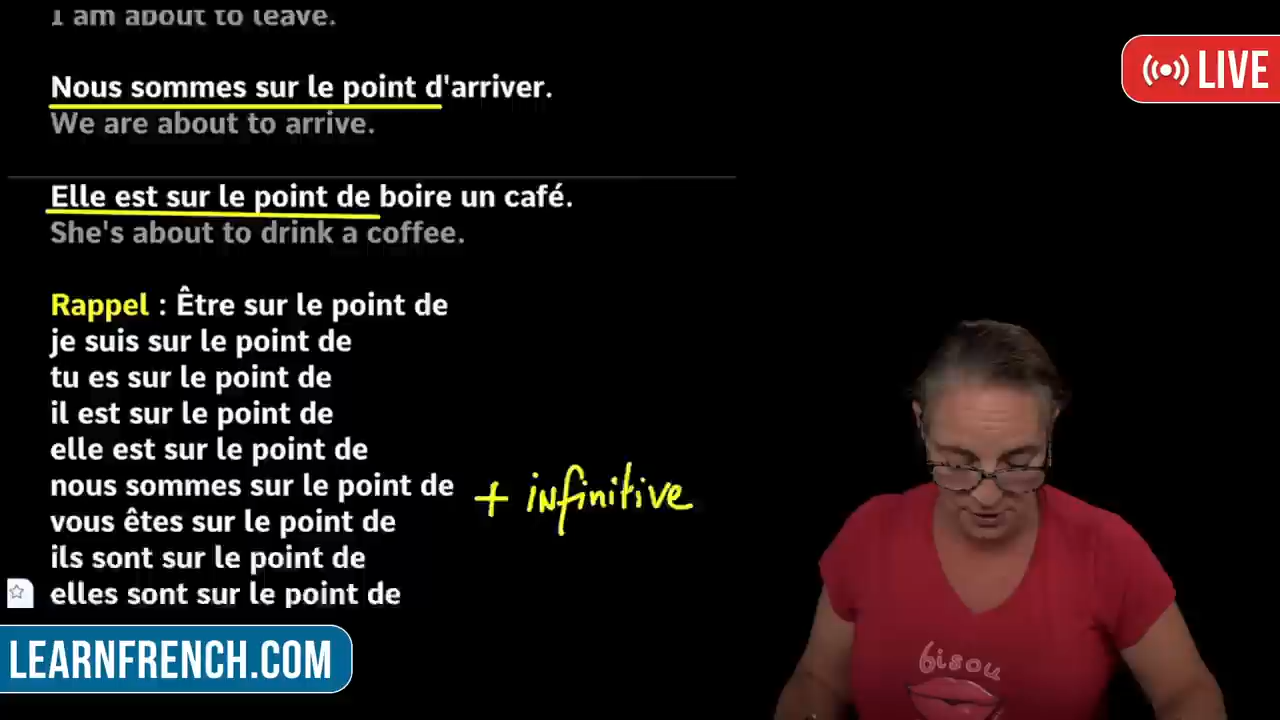 I am about to leave.
LIVE
Nous sommes sur le point d'arriver.
We are about to arrive.
Elle est sur le point de boire un café.
She's about to drink a coffee.
Rappel : Être sur le point de
je suis sur le point de
tu es sur le point de
il est sur le point de
elle est sur le point de
nous sommes sur le point de + infinitive
vous êtes sur le point de
ils sont sur le point de
elles sont sur le point de
bisou
LEARNFRENCH.COM